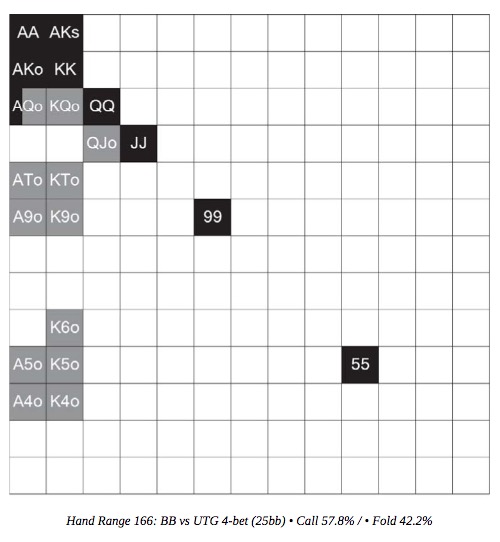 AA AKs
AKo KK
AQo KQo QQ
QJo JJ
ATo KTo
A9o K9o 99
K6o
A5o K5o 55
A4o K4o
Hand Range 166: BB vs UTG 4-bet (25bb) • Call 57.8% / • Fold 42.2%